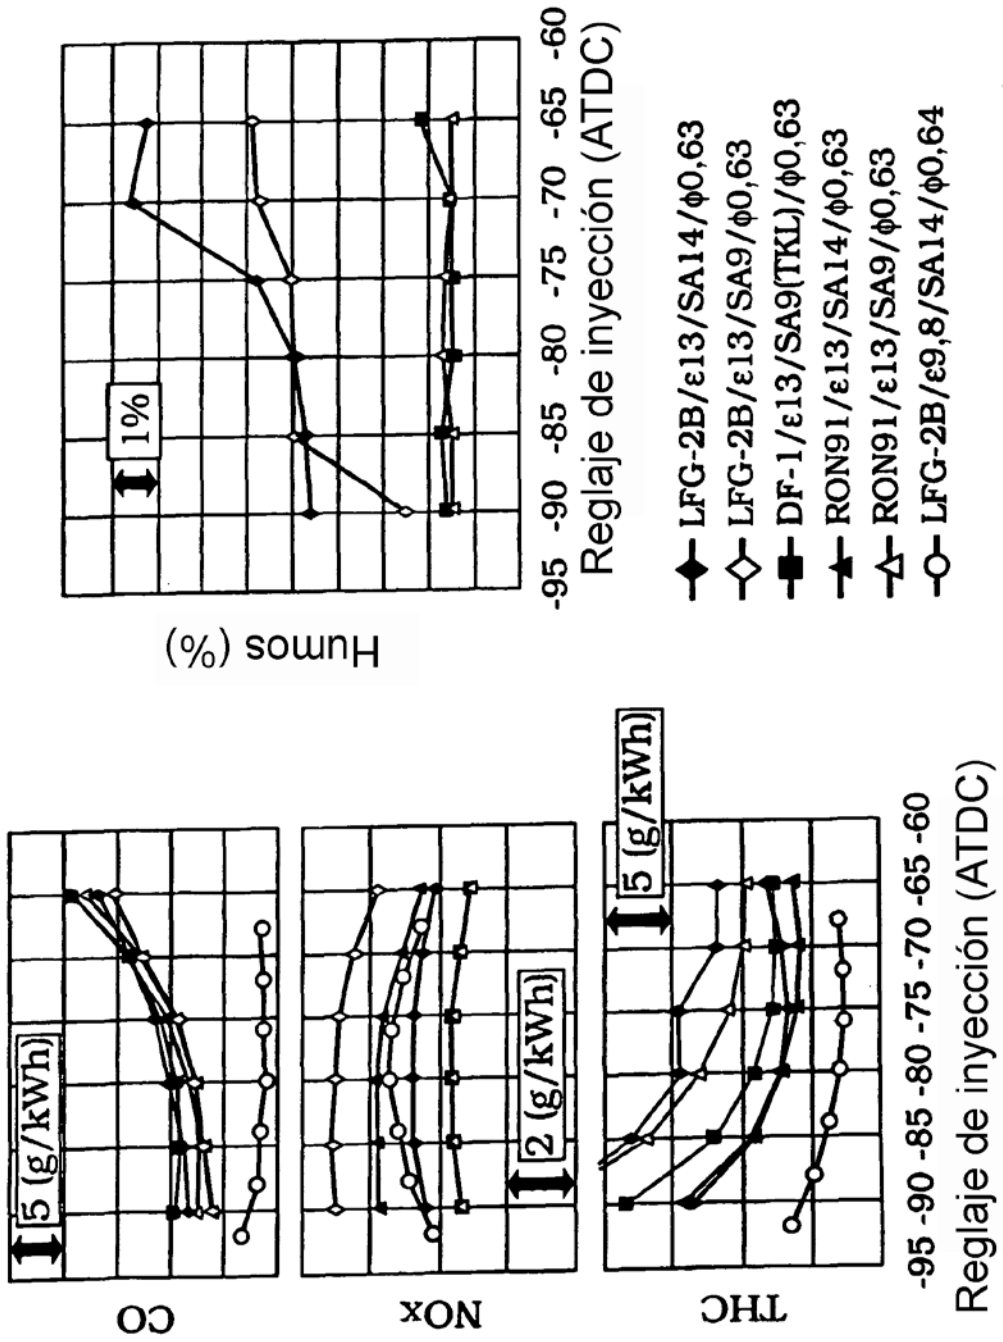 5 (g/kWh)
CO
NOx
2 (g/kWh)
5 (g/kWh)
THC
-95 -90 -85 -80 -75 -70 -65 -60
Reglaje de inyección (ATDC)
1%
Humos (%)
-95 -90 -85 -80 -75 -70 -65 -60
Reglaje de inyección (ATDC)
LFG-2B/ε13/SA14/ϕ0,63
LFG-2B/ε13/SA9/ϕ0,63
DF-1/ε13/SA9(TKL)/ϕ0,63
RON91/ε13/SA14/ϕ0,63
RON91/ε13/SA9/ϕ0,63
LFG-2B/ε9,8/SA14/ϕ0,64